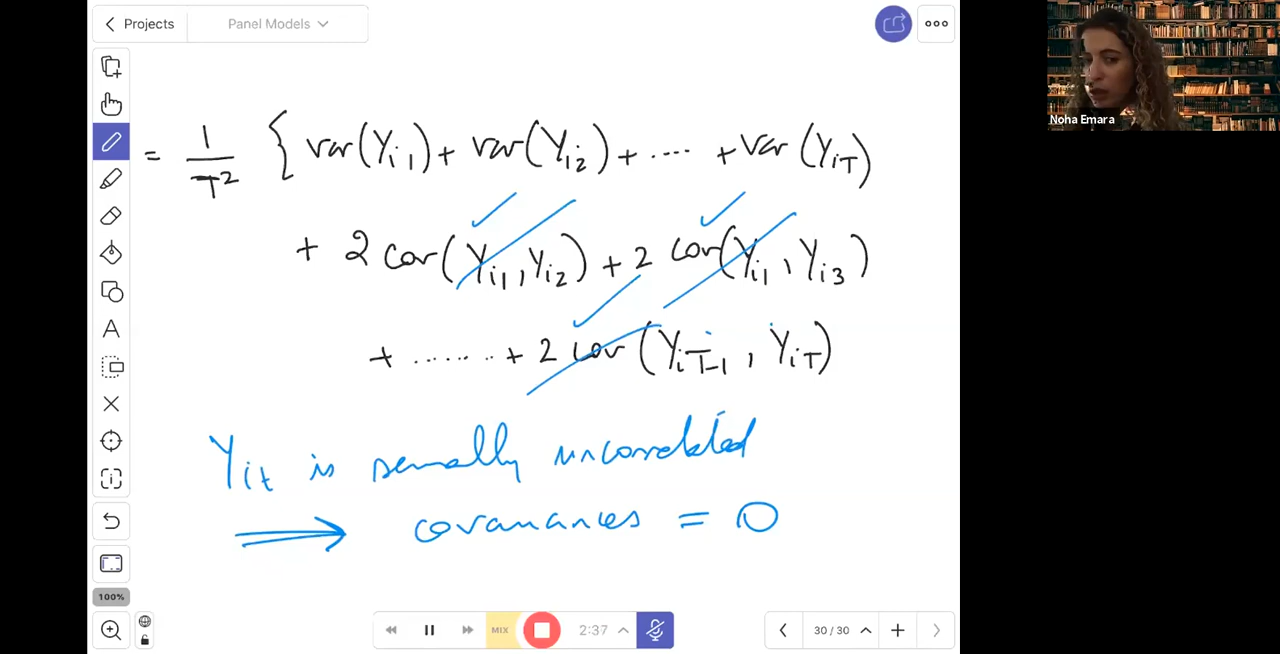 Projects
Panel Models
Noha Emara
= 1/T² { var(Yi1) + var(Yi2) + .... + var(YiT)
+ 2 cov(Yi1, Yi2) + 2 cov(Yi1, Yi3)
+ ....... + 2 cov(YiT-1, YiT)
Yit is serially uncorrelated
⟹ covariances = 0
A
100%
MIX
2:37
30/30